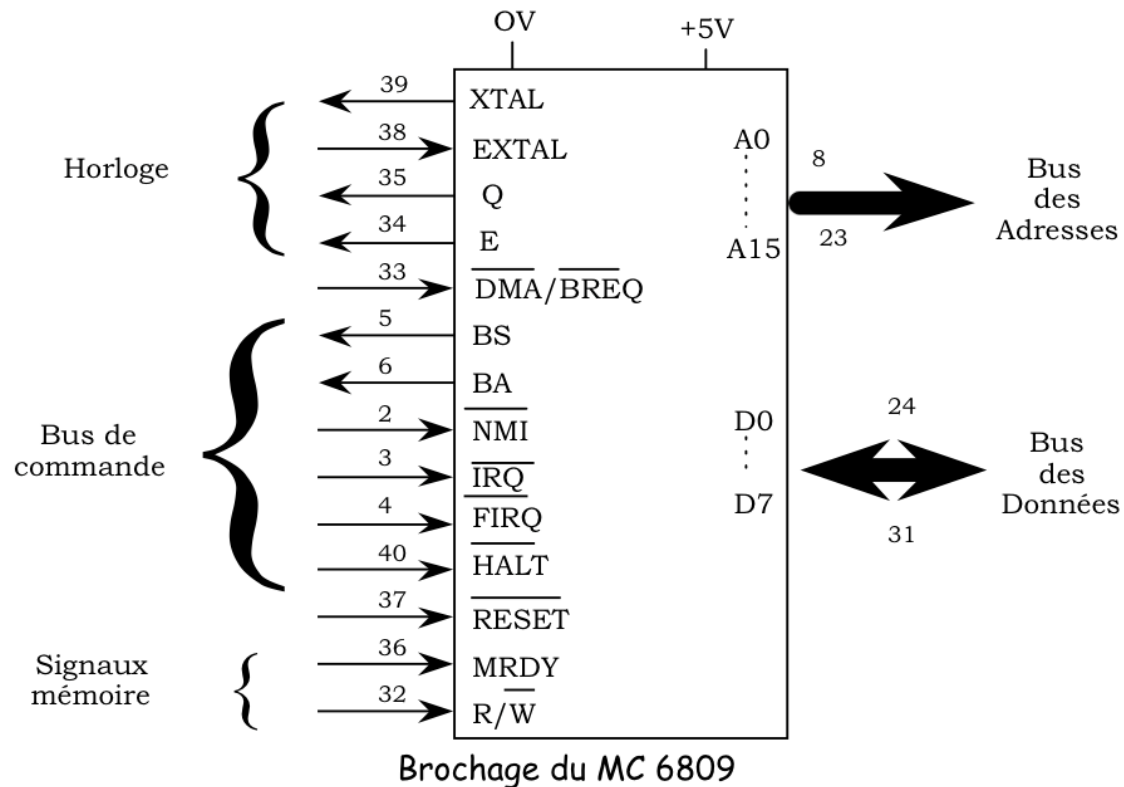 OV
+5V
39
XTAL
38
EXTAL
Horloge
35
Q
34
E
33
DMA/BREQ
5
BS
6
BA
2
NMI
Bus de
commande
3
IRQ
4
FIRQ
40
HALT
37
RESET
Signaux
mémoire
36
MRDY
32
R/W
A0
A15
8
23
Bus
des
Adresses
D0
D7
24
31
Bus
des
Données
Brochage du MC 6809